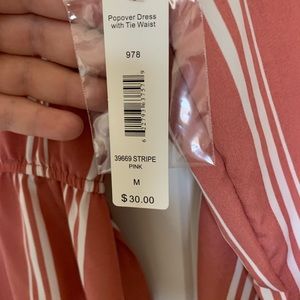 Popover Dress
with Tie Waist
978
39669 STRIPE
PINK
M
$30.00